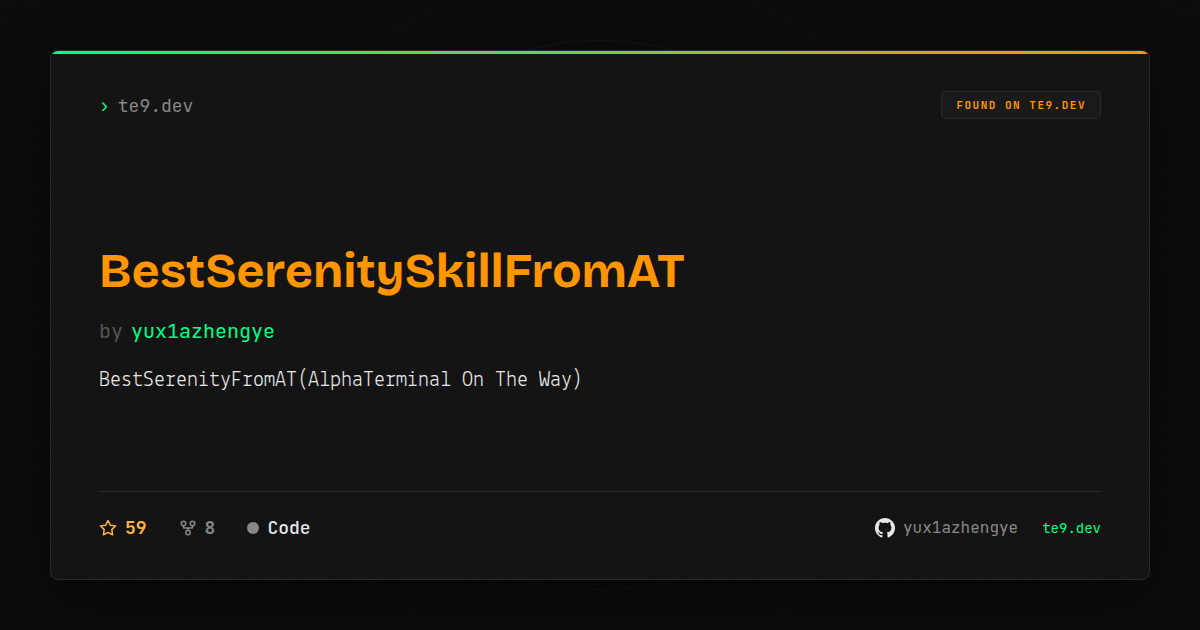 › te9.dev
FOUND ON TE9.DEV
BestSerenitySkillFromAT
by yux1azhengye
BestSerenityFromAT(AlphaTerminal On The Way)
59 8 Code
yux1azhengye te9.dev